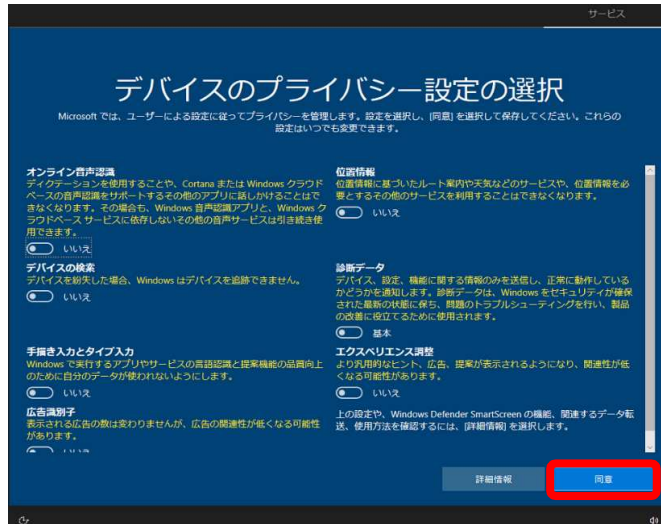 サービス
デバイスのプライバシー設定の選択
Microsoft では、ユーザーによる設定に従ってプライバシーを管理します。設定を選択し、[同意] を選択して保存してください。これらの
設定はいつでも変更できます。
オンライン音声認識
ディクテーションを使用することや、Cortana または Windows クラウド
ベースの音声認識をサポートするその他のアプリに話しかけることはで
きなくなります。その場合も、Windows 音声認識アプリと、Windows ク
ラウドベース サービスに依存しないその他の音声サービスは引き続き使
用できます。
いいえ
デバイスの検索
デバイスを紛失した場合、Windows はデバイスを追跡できません。
いいえ
手描き入力とタイプ入力
Windows で実行するアプリやサービスの言語認識と提案機能の品質向上
のために自分のデータが使われないようにします。
いいえ
広告識別子
表示される広告の数は変わりませんが、広告の関連性が低くなる可能性
があります。
いいえ
位置情報
位置情報に基づいたルート案内や天気などのサービスや、位置情報を必
要とするその他のサービスを利用することはできなくなります。
いいえ
診断データ
デバイス、設定、機能に関する情報のみを送信し、正常に動作している
かどうかを通知します。診断データは、Windows をセキュリティが確保
された最新の状態に保ち、問題のトラブルシューティングを行い、製品
の改善に役立てるために使用されます。
基本
エクスペリエンス調整
より汎用的なヒント、広告、提案が表示されるようになり、関連性が低
くなる可能性があります。
いいえ
上の設定や、Windows Defender SmartScreen の機能、関連するデータ転
送、使用方法を確認するには、[詳細情報] を選択します。
詳細情報
同意